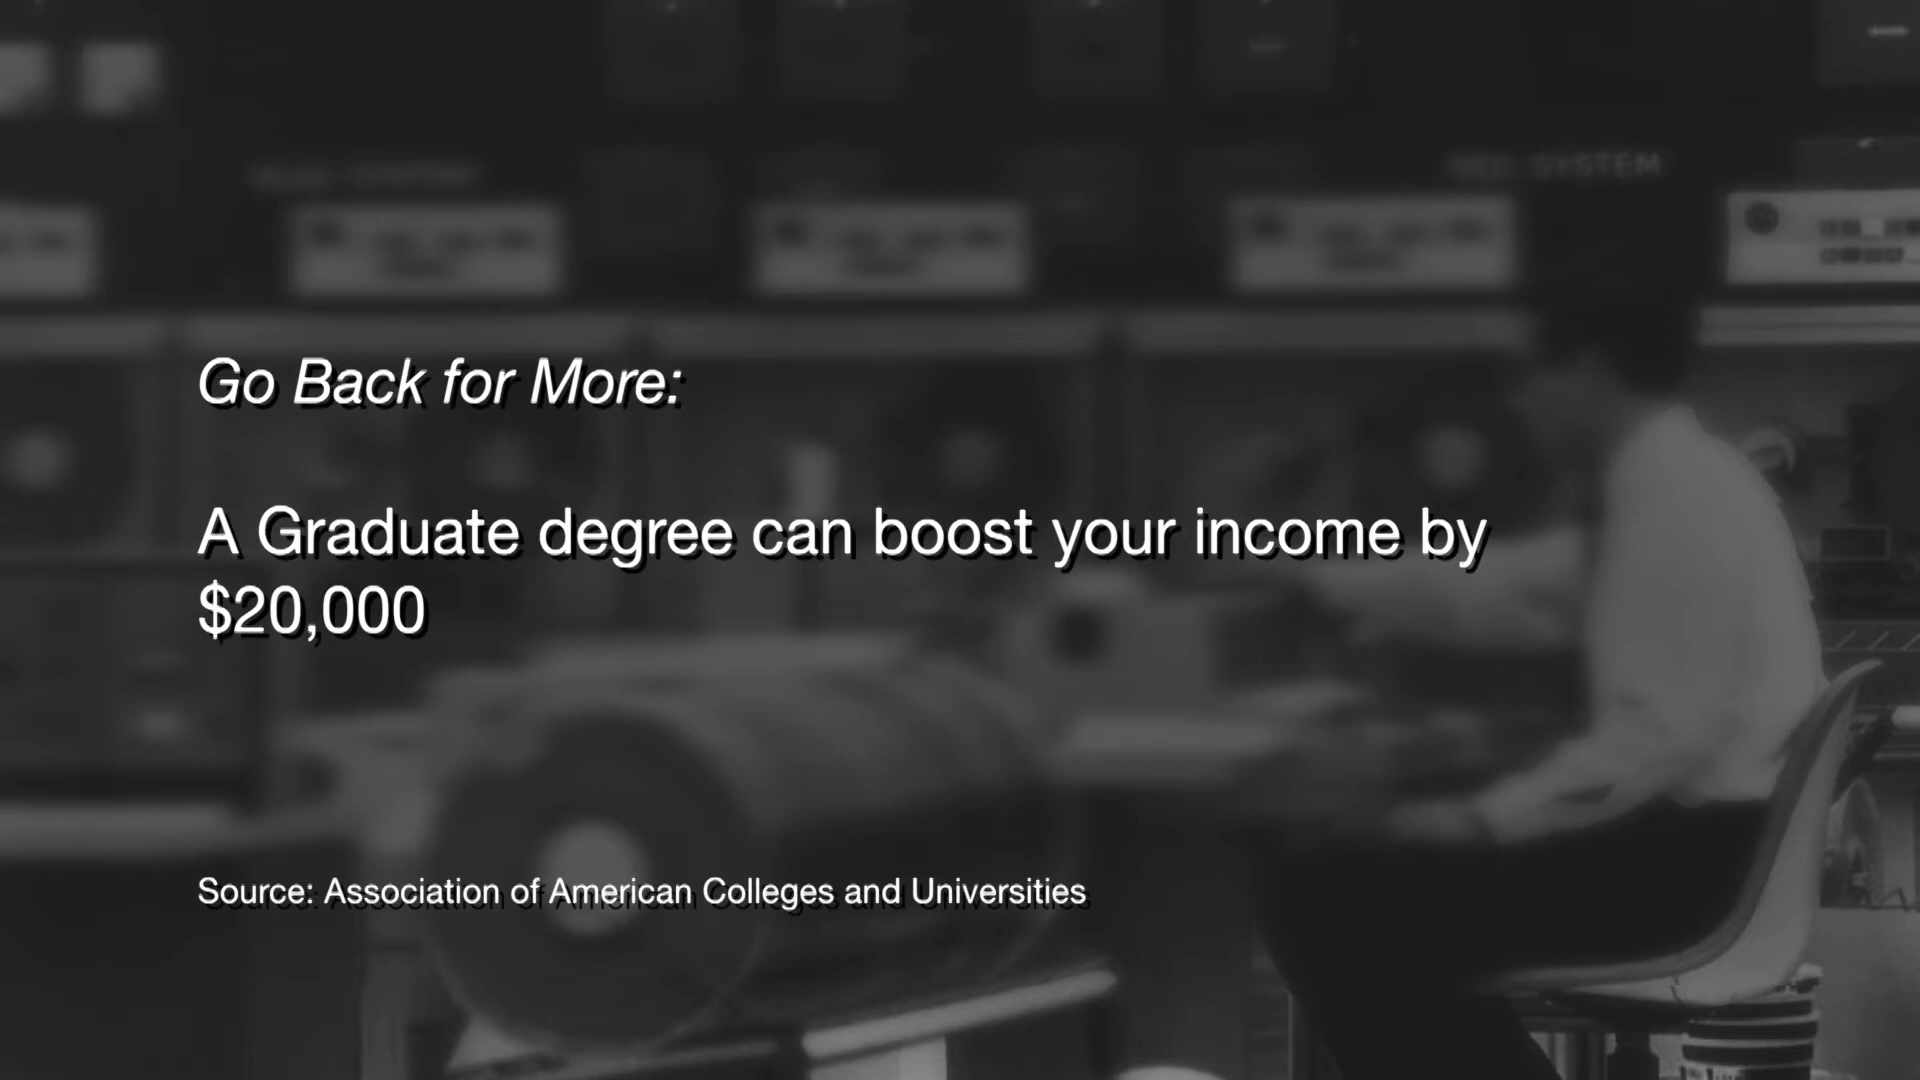 SYSTEM
Go Back for More:
A Graduate degree can boost your income by
$20,000
Source: Association of American Colleges and Universities